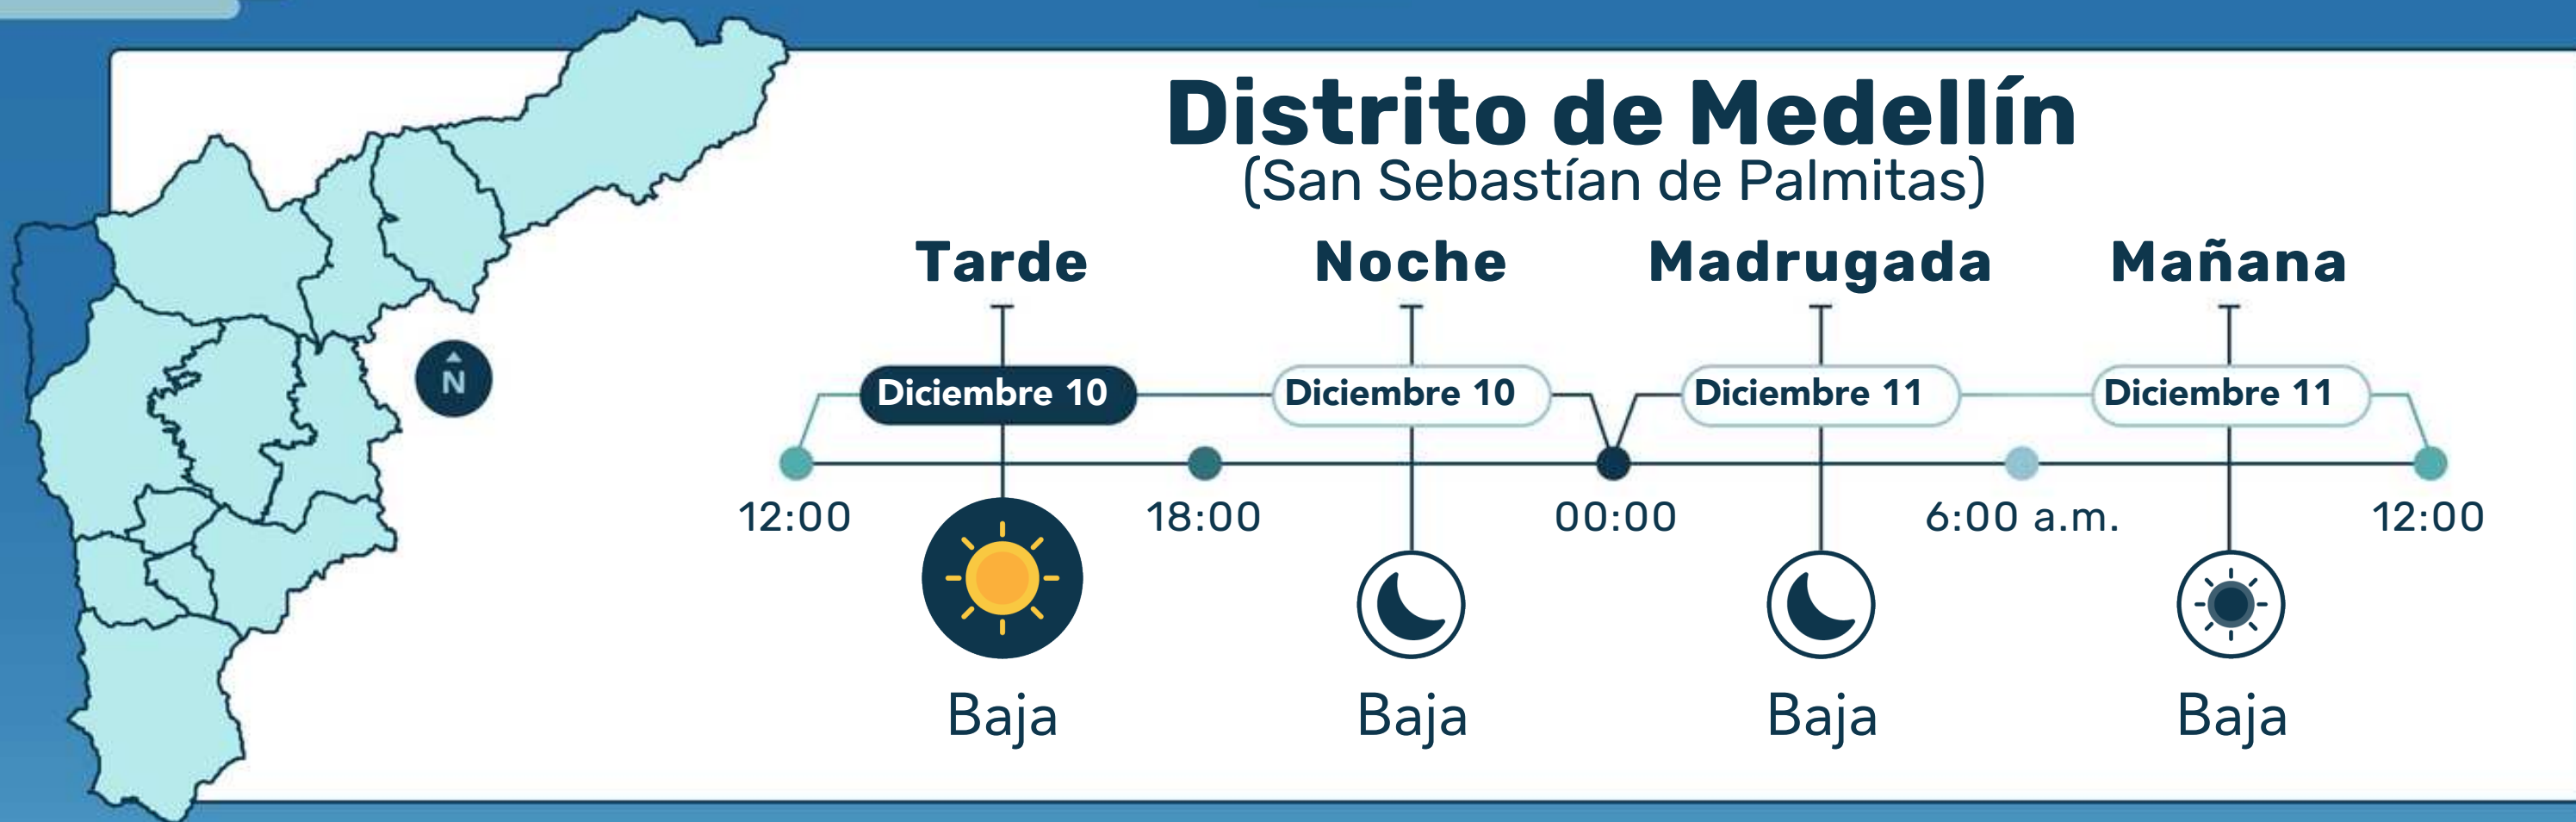 Distrito de Medellín
(San Sebastían de Palmitas)
Tarde Noche Madrugada Mañana
Diciembre 10 Diciembre 10 Diciembre 11 Diciembre 11
N
12:00 18:00 00:00 6:00 a.m. 12:00
Baja Baja Baja Baja